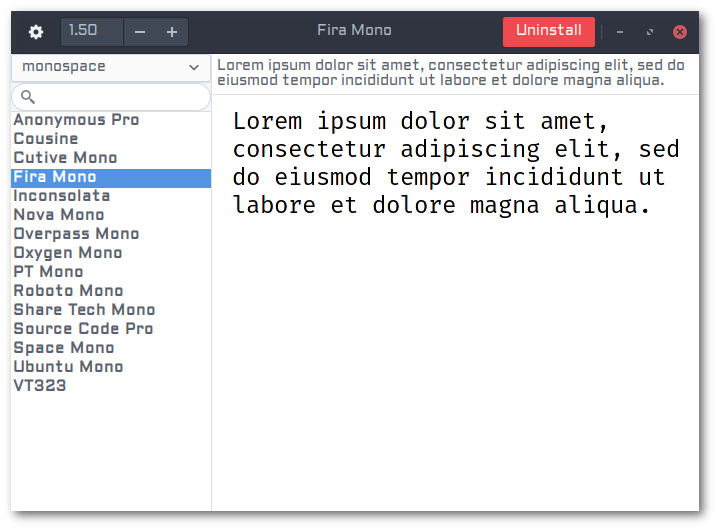 1.50
Fira Mono
Uninstall
monospace
Anonymous Pro
Cousine
Cutive Mono
Fira Mono
Inconsolata
Nova Mono
Overpass Mono
Oxygen Mono
PT Mono
Roboto Mono
Share Tech Mono
Source Code Pro
Space Mono
Ubuntu Mono
VT323
Lorem ipsum dolor sit amet, consectetur adipiscing elit, sed do
eiusmod tempor incididunt ut labore et dolore magna aliqua.
Lorem ipsum dolor sit amet,
consectetur adipiscing elit, sed
do eiusmod tempor incididunt ut
labore et dolore magna aliqua.